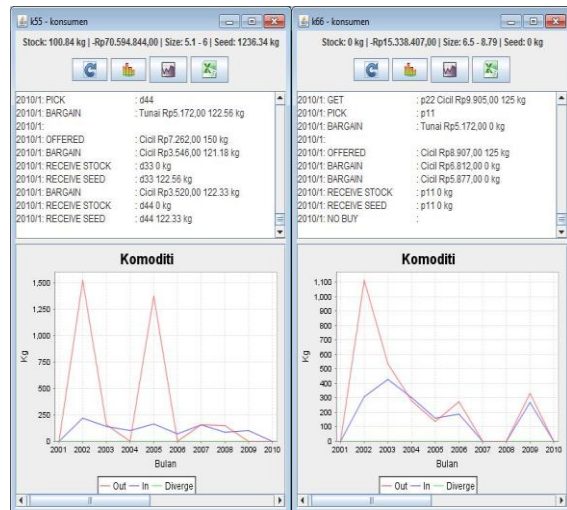 k55 - konsumen
Stock: 100.84 kg | -Rp70.594.844,00 | Size: 5.1 - 6 | Seed: 1236.34 kg
2010/1: PICK : d44
2010/1: BARGAIN : Tunai Rp5.172,00 122.56 kg
2010/1:
2010/1: OFFERED : Cicil Rp7.262,00 150 kg
2010/1: BARGAIN : Cicil Rp3.546,00 121.18 kg
2010/1: RECEIVE STOCK : d33 0 kg
2010/1: RECEIVE SEED : d33 122.56 kg
2010/1: BARGAIN : Cicil Rp3.520,00 122.33 kg
2010/1: RECEIVE STOCK : d44 0 kg
2010/1: RECEIVE SEED : d44 122.33 kg
Komoditi
1,500
1,250
1,000
750
500
250
0
Kg
2001 2002 2003 2004 2005 2006 2007 2008 2009 2010
Bulan
Out In Diverge
k66 - konsumen
Stock: 0 kg | -Rp15.338.407,00 | Size: 6.5 - 8.79 | Seed: 0 kg
2010/1: GET : p22 Cicil Rp9.905,00 125 kg
2010/1: PICK : p11
2010/1: BARGAIN : Tunai Rp5.172,00 0 kg
2010/1:
2010/1: OFFERED : Cicil Rp8.907,00 125 kg
2010/1: BARGAIN : Cicil Rp6.812,00 0 kg
2010/1: BARGAIN : Cicil Rp5.877,00 0 kg
2010/1: RECEIVE STOCK : p11 0 kg
2010/1: RECEIVE SEED : p11 0 kg
2010/1: NO BUY :
Komoditi
1,100
1,000
900
800
700
600
500
400
300
200
100
0
Kg
2001 2002 2003 2004 2005 2006 2007 2008 2009 2010
Bulan
Out In Diverge